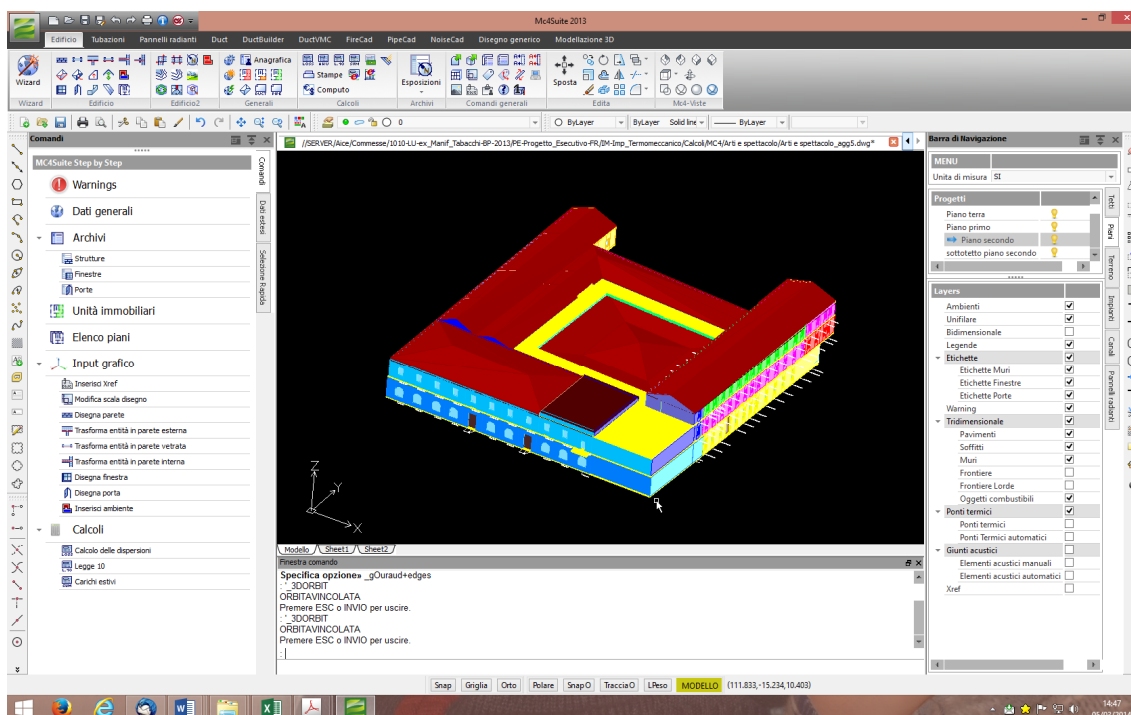 Mc4Suite 2013
Edificio Tubazioni Pannelli radianti Duct DuctBuilder DuctVMC FireCad PipeCad NoiseCad Disegno generico Modellazione 3D
Wizard
Anagrafica
Stampe
Computo
Esposizioni
Sposta
Wizard Edificio Edificio2 Generali Calcoli Archivi Comandi generali Edita Mc4-Viste
0
ByLayer
ByLayer Solid line
ByLayer
Comandi
MC4Suite Step by Step
Warnings
Dati generali
Archivi
Strutture
Finestre
Porte
Unità immobiliari
Elenco piani
Input grafico
Inserisci Xref
Modifica scala disegno
Disegna parete
Trasforma entità in parete esterna
Trasforma entità in parete vetrata
Trasforma entità in parete interna
Disegna finestra
Disegna porta
Inserisci ambiente
Calcoli
Calcolo delle dispersioni
Legge 10
Carichi estivi
Comandi
Dati estesi
Selezione Rapida
//SERVER/Aice/Commesse/1010-LU-ex_Manif_Tabacchi-BP-2013/PE-Progetto_Esecutivo-FR/IM-Imp_Termomeccanico/Calcoli/MC4/Arti e spettacolo/Arti e spettacolo_agg5.dwg*
Z
Y
X
Modello Sheet1 Sheet2
Finestra comando
Specifica opzione» _gOuraud+edges
: '_3DORBIT
ORBITAVINCOLATA
Premere ESC o INVIO per uscire.
: '_3DORBIT
ORBITAVINCOLATA
Premere ESC o INVIO per uscire.
:
Barra di Navigazione
MENU
Unita di misura SI
Progetti
Piano terra
Piano primo
Piano secondo
sottotetto piano secondo
Layers
Ambienti
Unifilare
Bidimensionale
Legende
Etichette
Etichette Muri
Etichette Finestre
Etichette Porte
Warning
Tridimensionale
Pavimenti
Soffitti
Muri
Frontiere
Frontiere Lorde
Oggetti combustibili
Ponti termici
Ponti termici
Ponti Termici automatici
Giunti acustici
Elementi acustici manuali
Elementi acustici automatici
Xref
Tetti
Piani
Terreno
Impianti
Canali
Pannelli radianti
Snap Griglia Orto Polare Snap O Traccia O LPeso MODELLO (111.833,-15.234,10.403)
14:47
05/03/2014